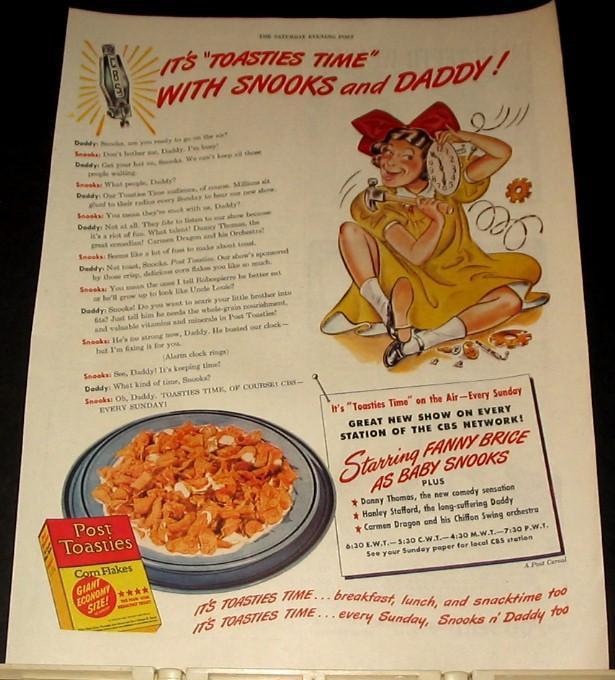 THE SATURDAY EVENING POST
CBS
IT'S "TOASTIES TIME"
WITH SNOOKS and DADDY!
Daddy: Snooks, are you ready to go on the air?
Snooks: Don't bother me, Daddy. I'm busy!
Daddy: Get your hat on, Snooks. We can't keep all those
people waiting.
Snooks: What people, Daddy?
Daddy: Our Toasties Time audience, of course. Millions sit
glued to their radios every Sunday to hear our new show.
Snooks: You mean they're stuck with us, Daddy?
Daddy: Not at all. They like to listen to our show because
it's a riot of fun. What talent! Danny Thomas, the
great comedian! Carmen Dragon and his Orchestra!
Snooks: Seems like a lot of fuss to make about toast.
Daddy: Not toast, Snooks. Post Toasties. Our show's sponsored
by those crisp, delicious corn flakes you like so much.
Snooks: You mean the ones I tell Robespierre he better eat
or he'll grow up to look like Uncle Louie?
Daddy: Snooks! Do you want to scare your little brother into
fits? Just tell him he needs the whole-grain nourishment,
and valuable vitamins and minerals in Post Toasties!
Snooks: He's too strong now, Daddy. He busted our clock—
but I'm fixing it for you.
(Alarm clock rings)
Snooks: See, Daddy! It's keeping time!
Daddy: What kind of time, Snooks?
Snooks: Oh, Daddy. TOASTIES TIME, OF COURSE! CBS—
EVERY SUNDAY!
It's "Toasties Time" on the Air—Every Sunday
GREAT NEW SHOW ON EVERY
STATION OF THE CBS NETWORK!
Starring FANNY BRICE
AS BABY SNOOKS
PLUS
★ Danny Thomas, the new comedy sensation
★ Hanley Stafford, the long-suffering Daddy
★ Carmen Dragon and his Chiffon Swing orchestra
6:30 E.W.T.—5:30 C.W.T.—4:30 M.W.T.—7:30 P.W.T.
See your Sunday paper for local CBS station
A Post Cereal
Post
Toasties
Corn Flakes
GIANT
ECONOMY
SIZE!
IT'S TOASTIES TIME...breakfast, lunch, and snacktime too
IT'S TOASTIES TIME...every Sunday, Snooks n' Daddy too